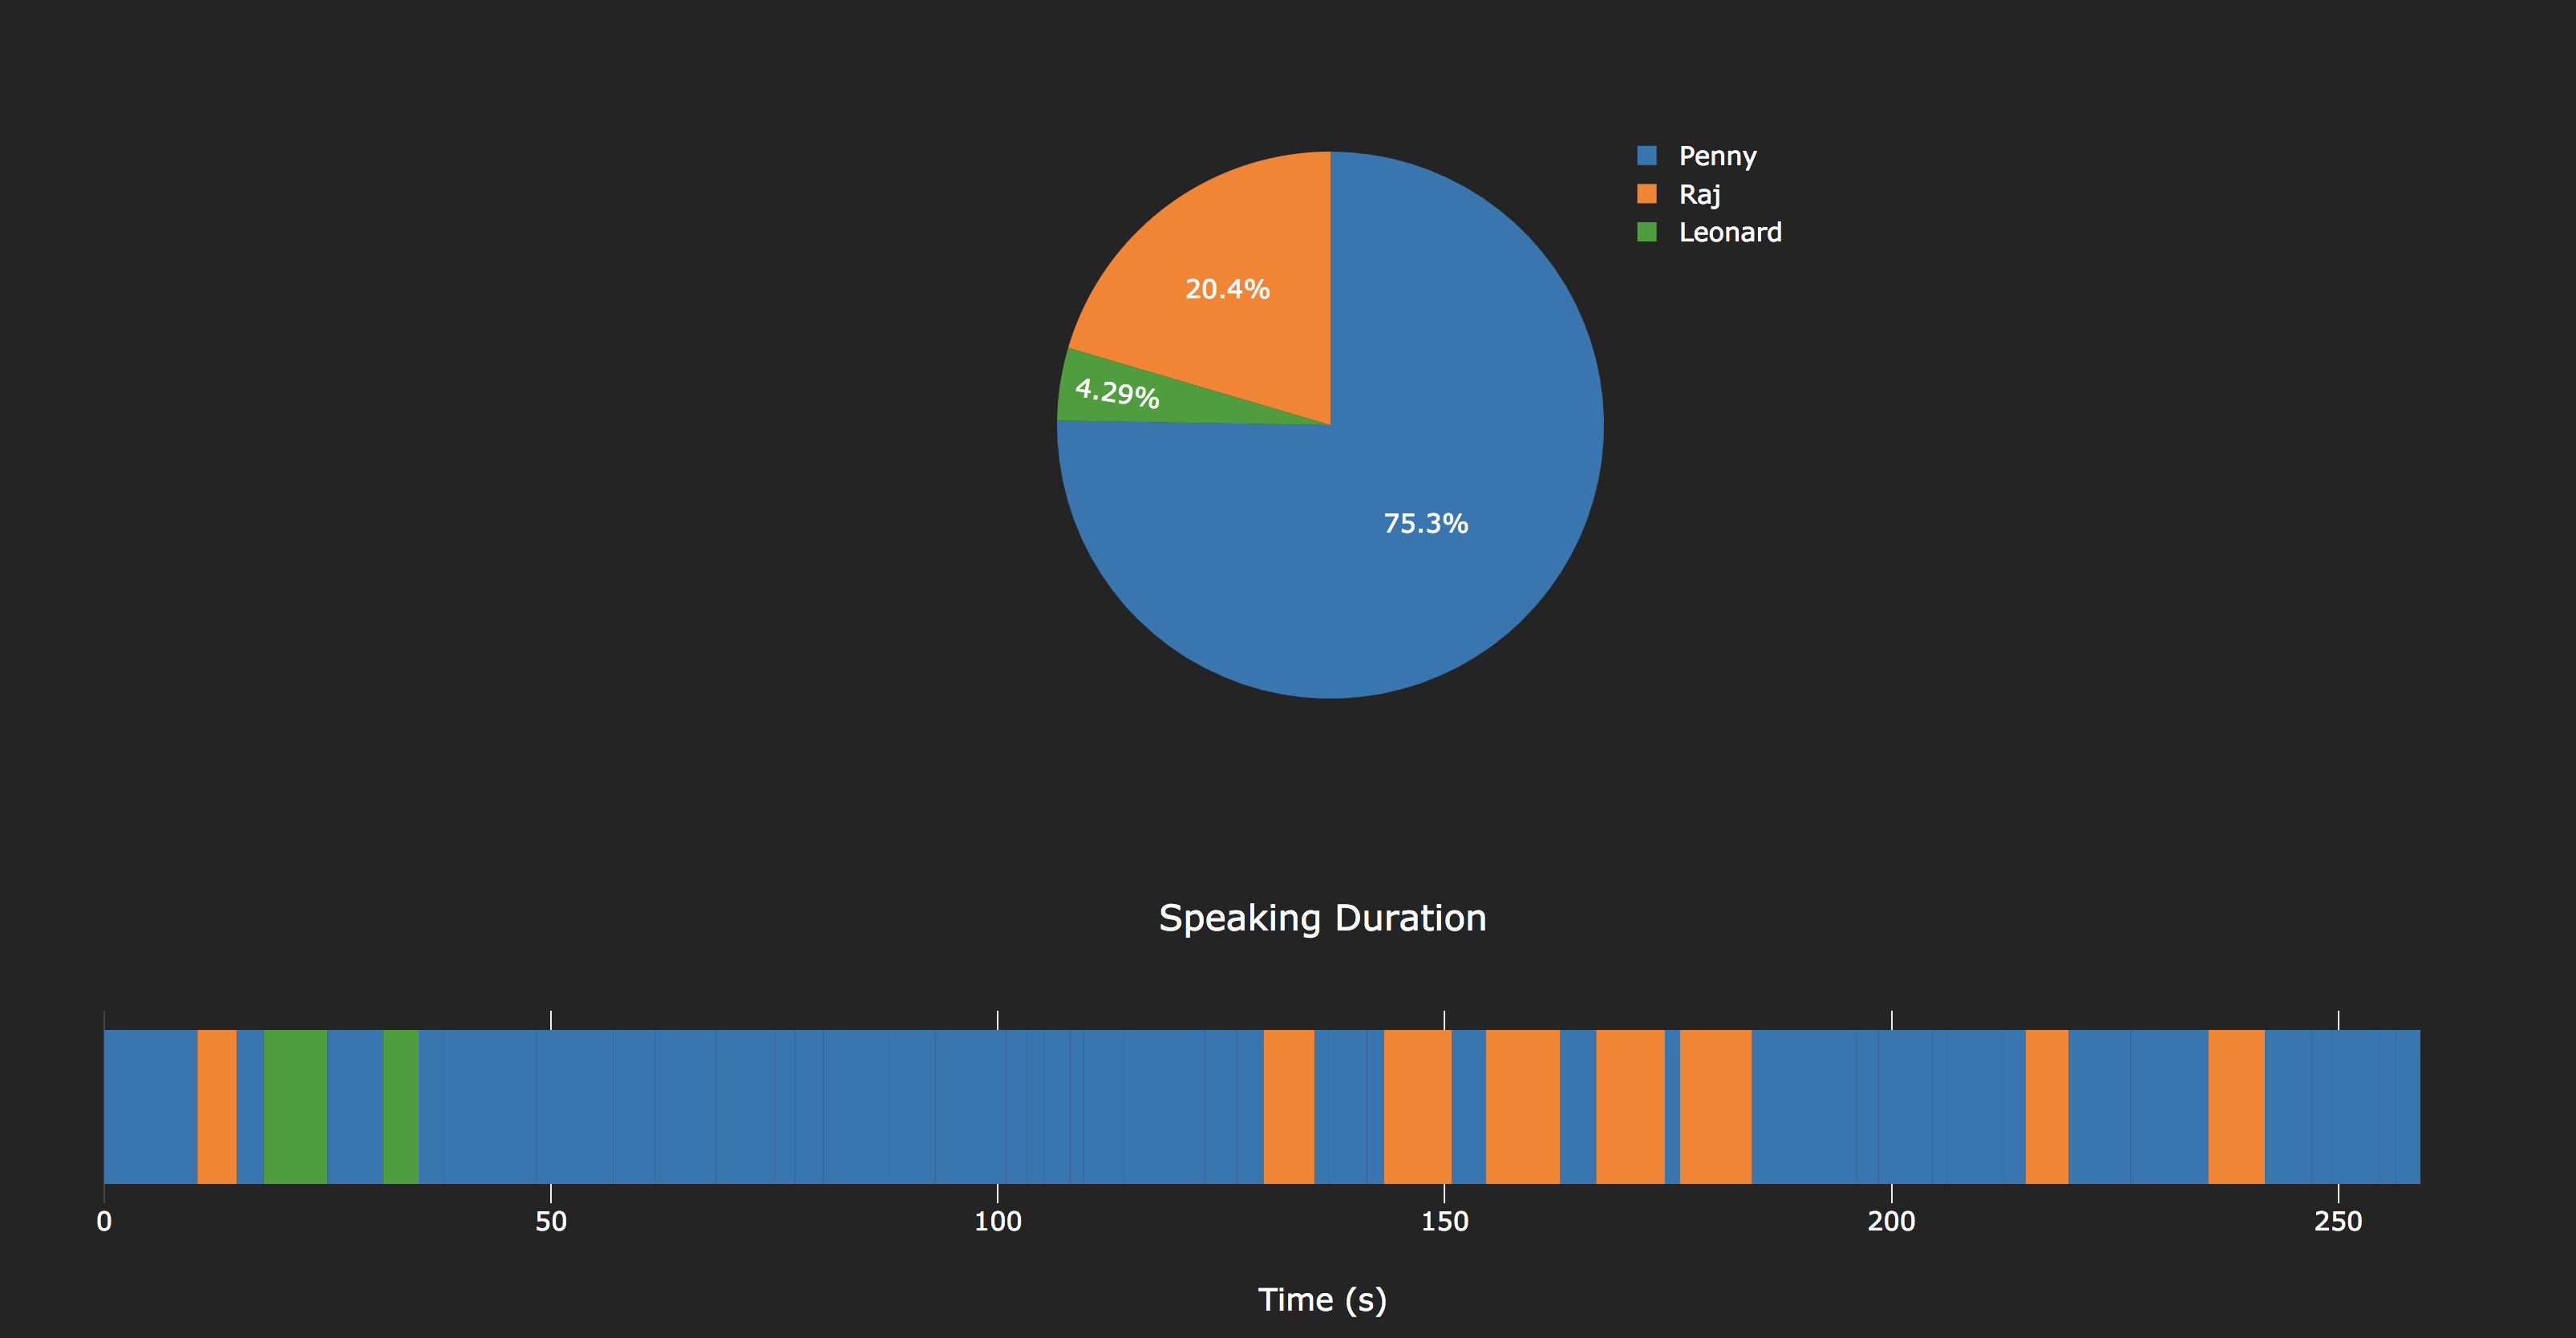 Penny
Raj
Leonard
20.4%
4.29%
75.3%
Speaking Duration
0 50 100 150 200 250
Time (s)